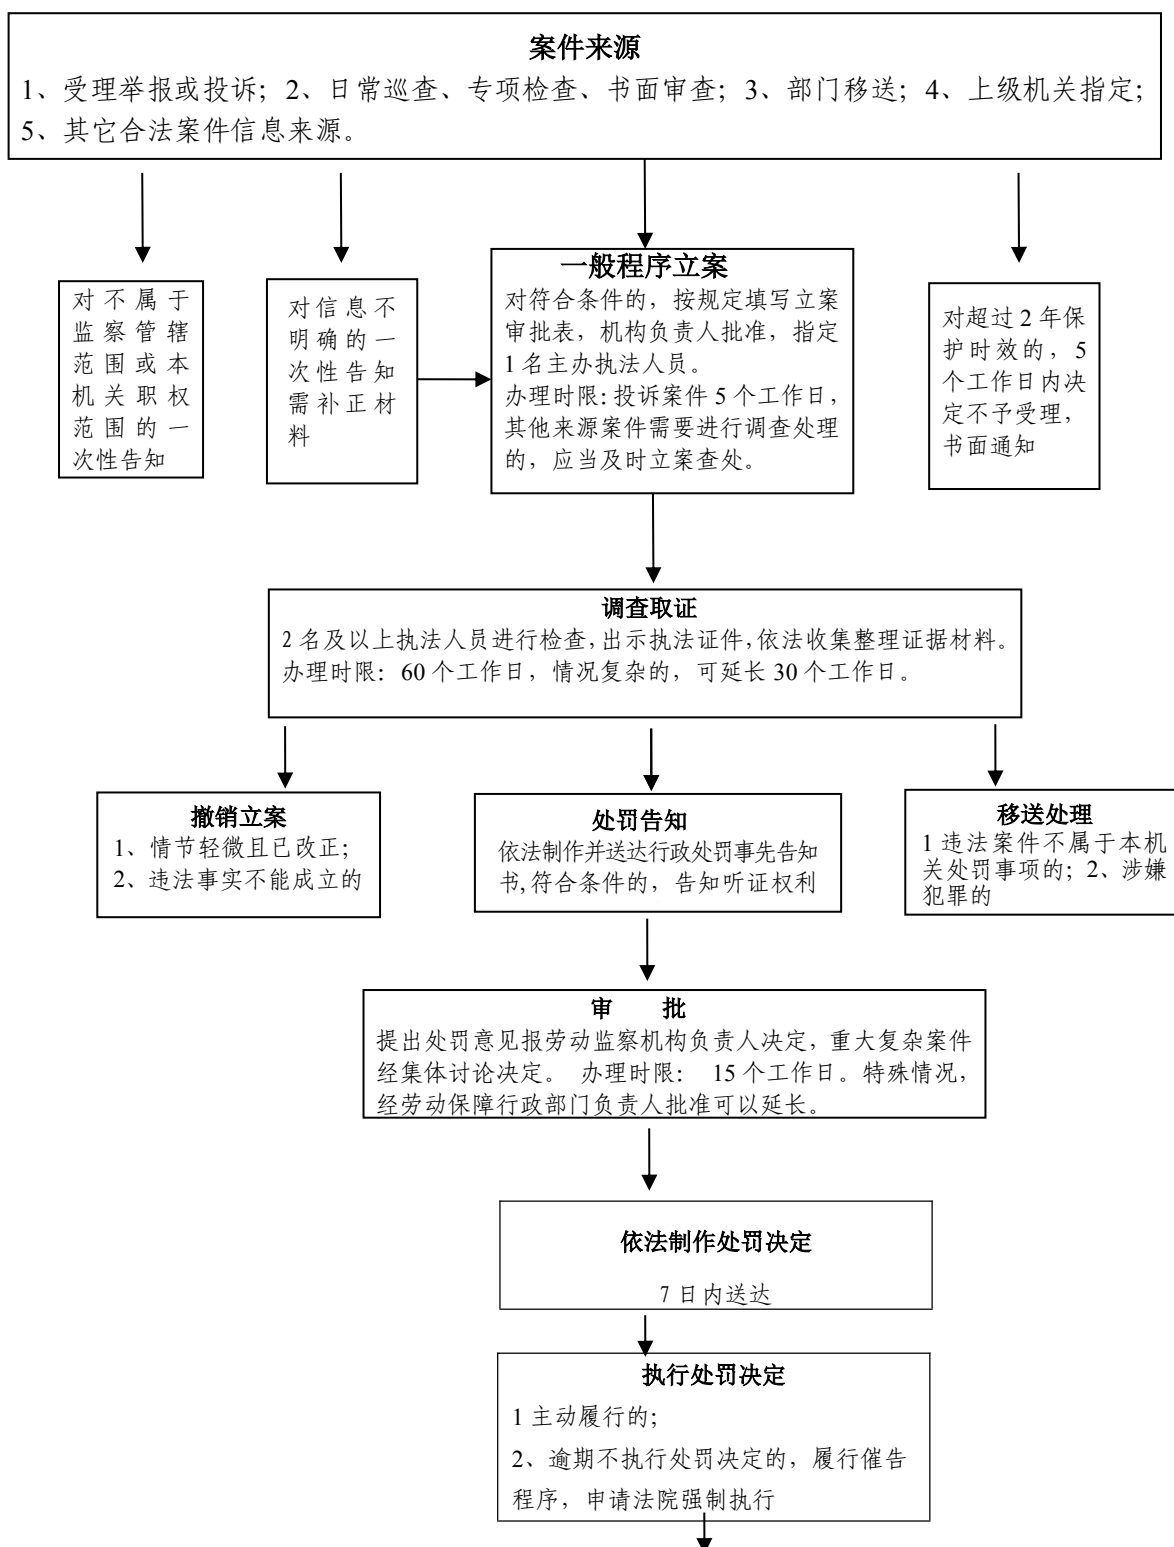 案件来源
1、受理举报或投诉；2、日常巡查、专项检查、书面审查；3、部门移送；4、上级机关指定；
5、其它合法案件信息来源。
对不属于
监察管辖
范围或本
机关职权
范围的一
次性告知
对信息不
明确的一
次性告知
需补正材
料
一般程序立案
对符合条件的，按规定填写立案
审批表，机构负责人批准，指定
1名主办执法人员。
办理时限：投诉案件5个工作日，
其他来源案件需要进行调查处理
的，应当及时立案查处。
对超过2年保
护时效的，5
个工作日内决
定不予受理，
书面通知
调查取证
2名及以上执法人员进行检查，出示执法证件，依法收集整理证据材料。
办理时限：60个工作日，情况复杂的，可延长30个工作日。
撤销立案
1、情节轻微且已改正；
2、违法事实不能成立的
处罚告知
依法制作并送达行政处罚事先告知
书,符合条件的，告知听证权利
移送处理
1 违法案件不属于本机
关处罚事项的；2、涉嫌
犯罪的
审 批
提出处罚意见报劳动监察机构负责人决定，重大复杂案件
经集体讨论决定。 办理时限： 15个工作日。特殊情况，
经劳动保障行政部门负责人批准可以延长。
依法制作处罚决定
7日内送达
执行处罚决定
1 主动履行的；
2、逾期不执行处罚决定的，履行催告
程序，申请法院强制执行